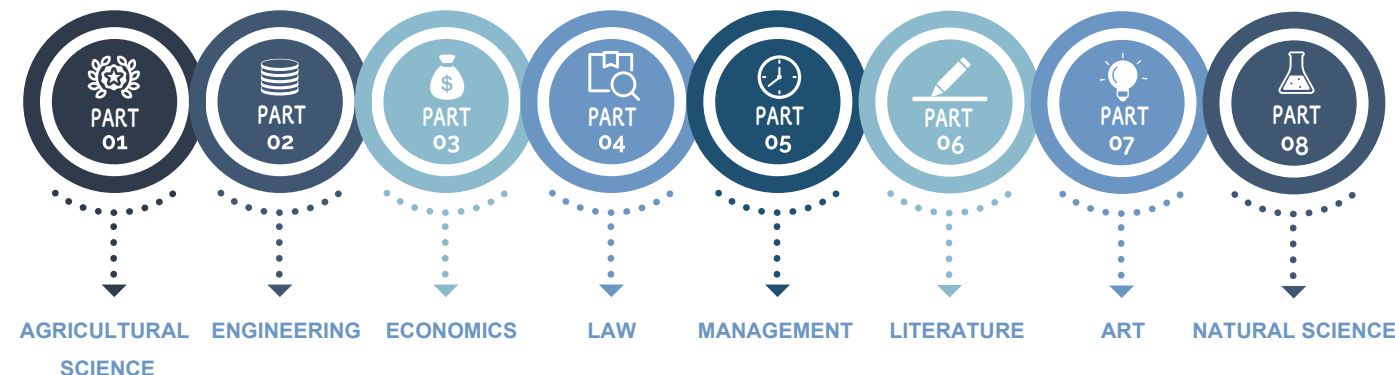 PART
01
PART
02
PART
03
PART
04
PART
05
PART
06
PART
07
PART
08
$
AGRICULTURAL
SCIENCE
ENGINEERING
ECONOMICS
LAW
MANAGEMENT
LITERATURE
ART
NATURAL SCIENCE